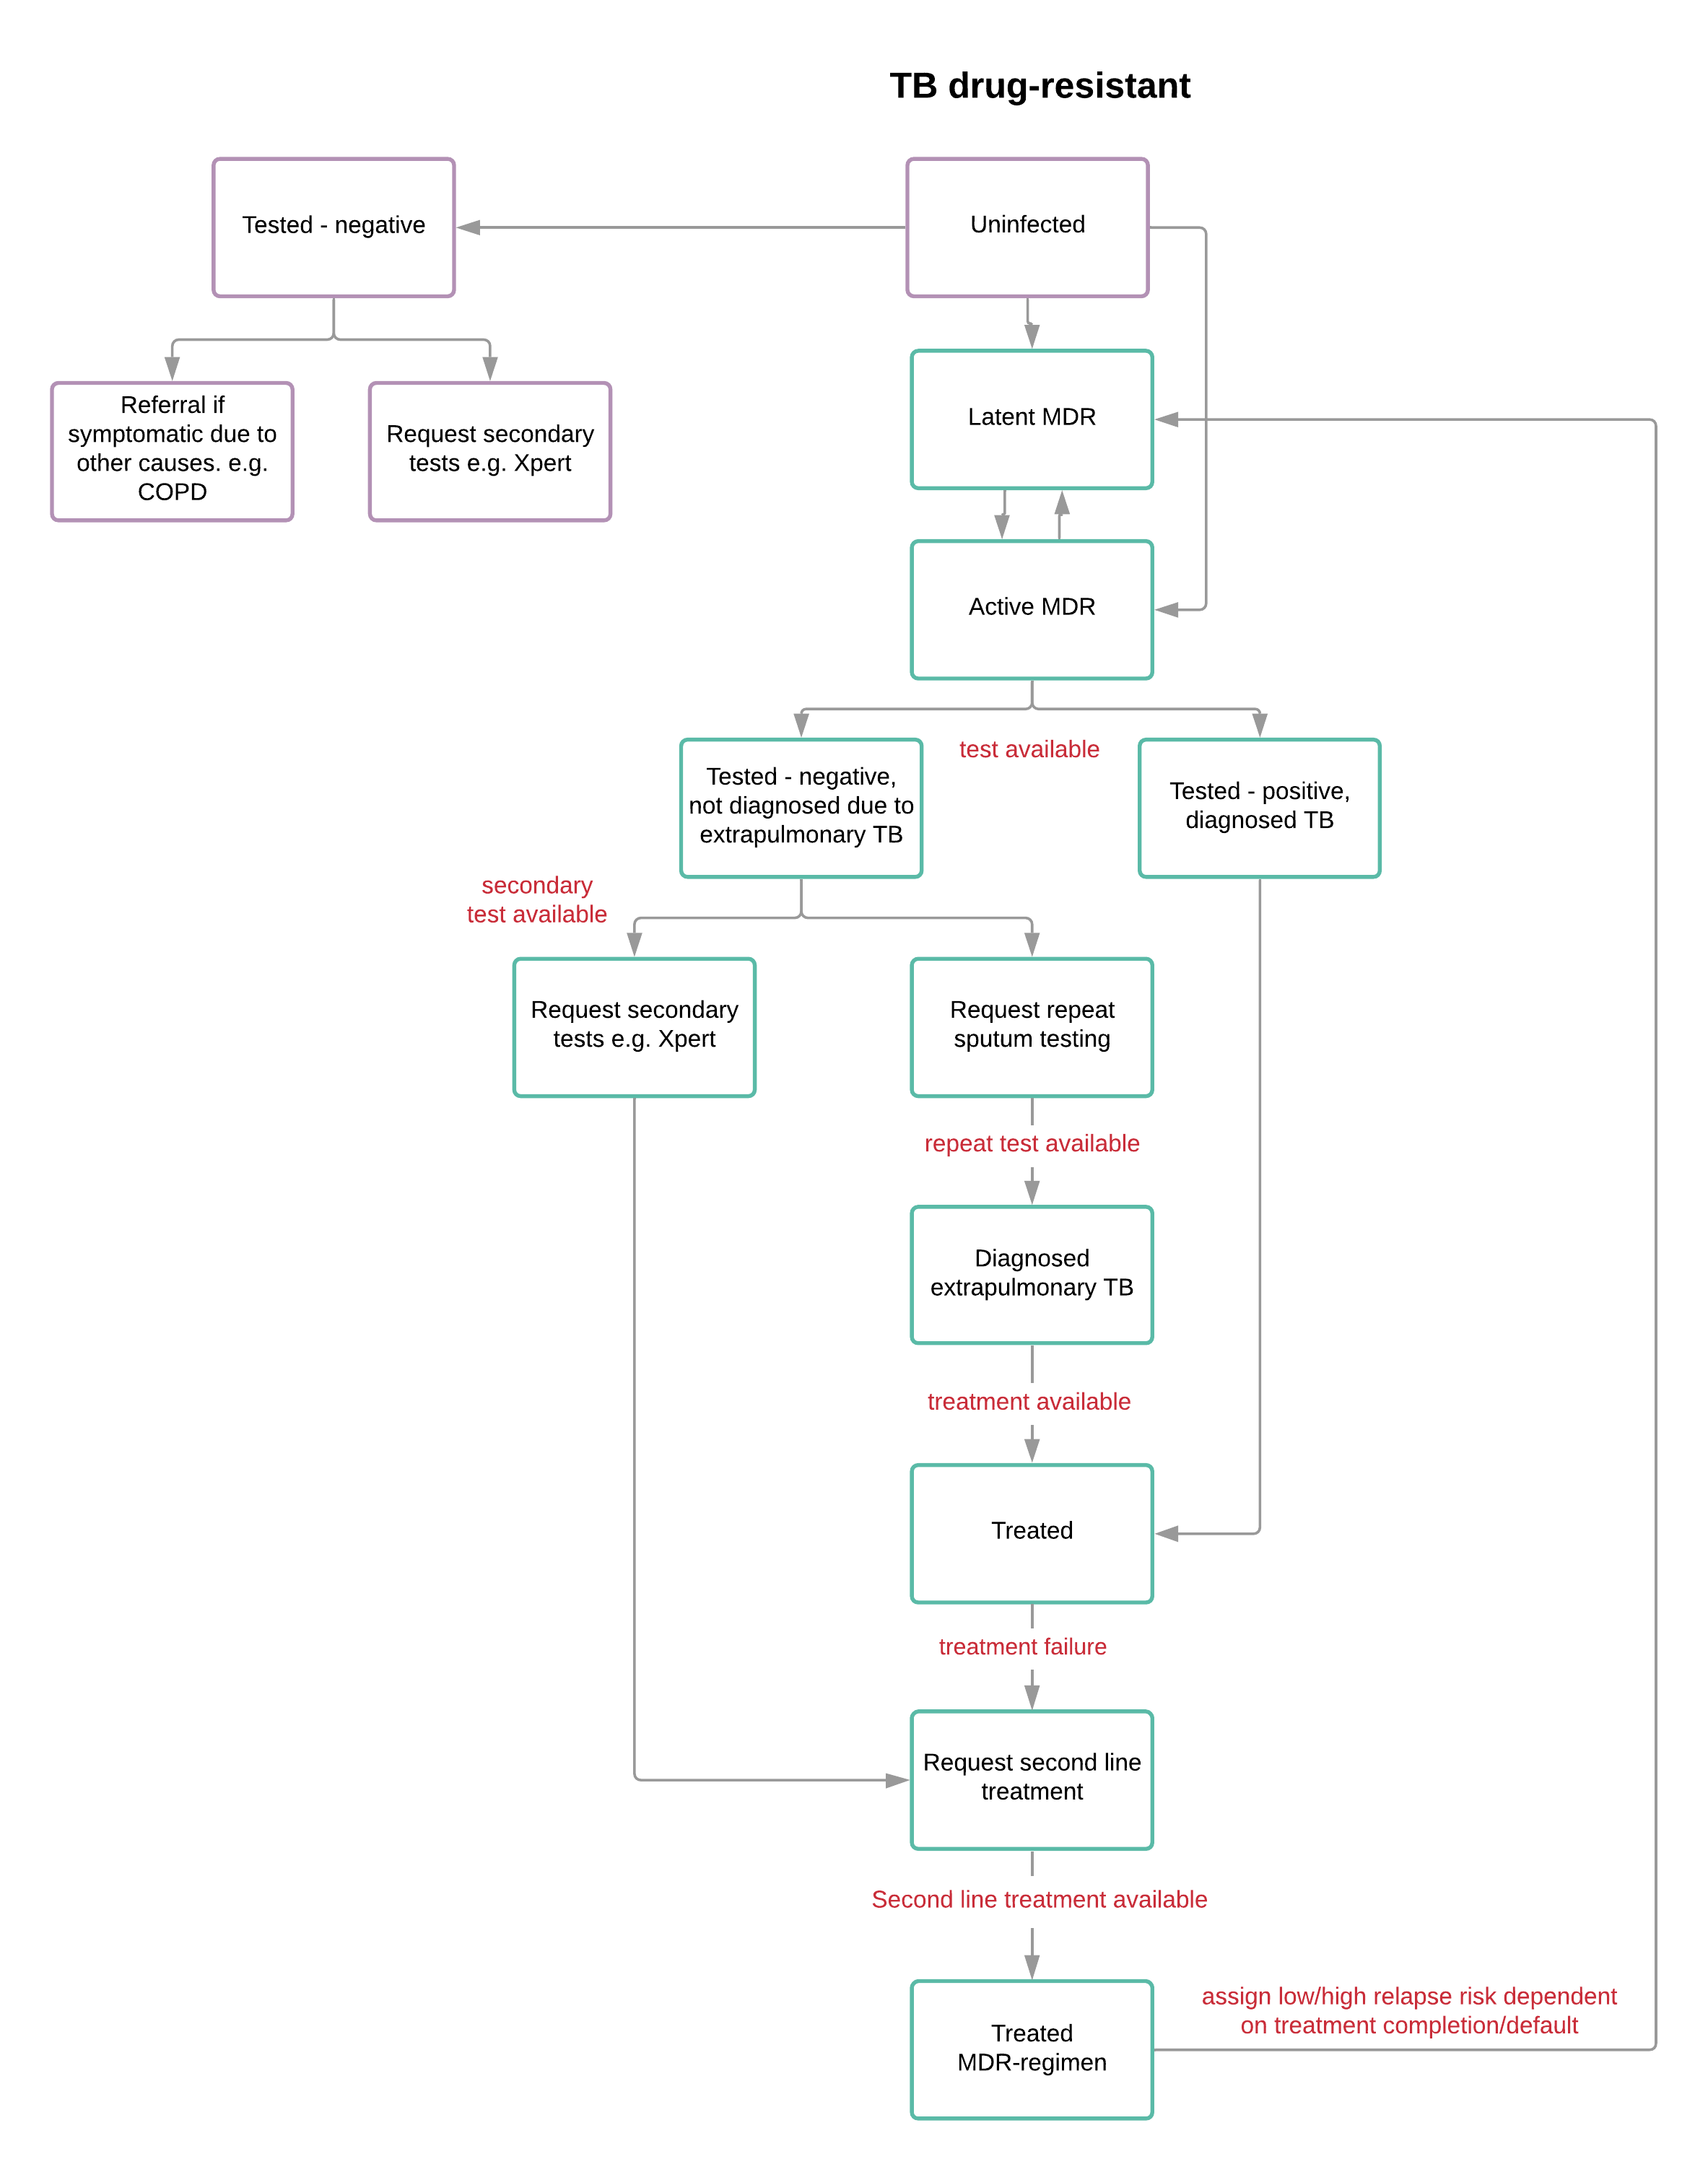 TB drug-resistant
Tested - negative
Uninfected
Referral if
symptomatic due to
other causes. e.g.
COPD
Request secondary
tests e.g. Xpert
Latent MDR
Active MDR
test available
Tested - negative,
not diagnosed due to
extrapulmonary TB
Tested - positive,
diagnosed TB
secondary
test available
Request secondary
tests e.g. Xpert
Request repeat
sputum testing
repeat test available
Diagnosed
extrapulmonary TB
treatment available
Treated
treatment failure
Request second line
treatment
Second line treatment available
Treated
MDR-regimen
assign low/high relapse risk dependent
on treatment completion/default